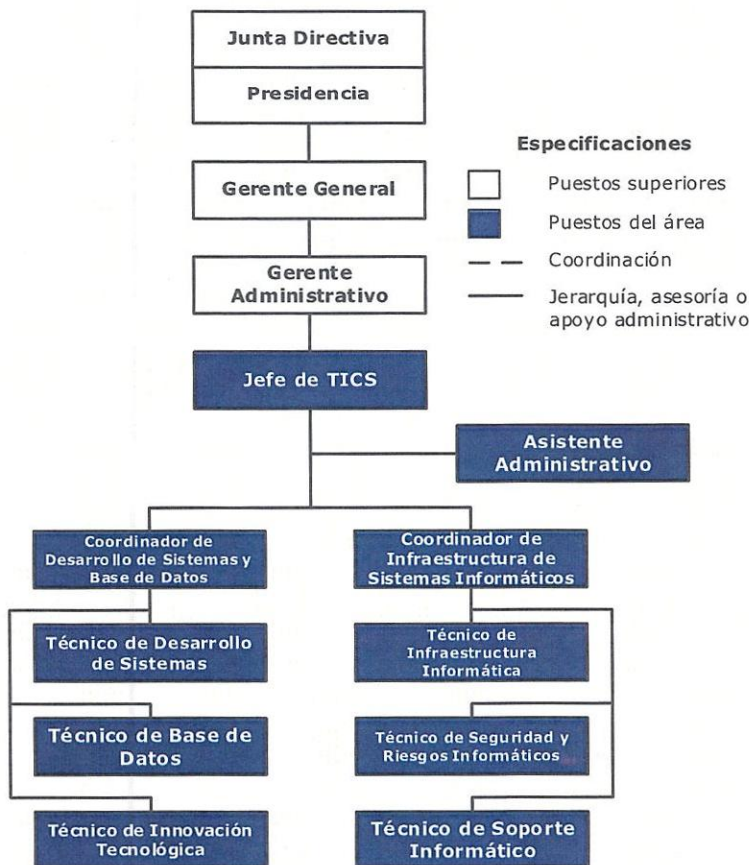 Junta Directiva
Presidencia
Gerente General
Gerente
Administrativo
Especificaciones
Puestos superiores
Puestos del área
Coordinación
Jerarquía, asesoría o
apoyo administrativo
Jefe de TICS
Asistente
Administrativo
Coordinador de
Desarrollo de Sistemas y
Base de Datos
Coordinador de
Infraestructura de
Sistemas Informáticos
Técnico de Desarrollo
de Sistemas
Técnico de
Infraestructura
Informática
Técnico de Base de
Datos
Técnico de Seguridad y
Riesgos Informáticos
Técnico de Innovación
Tecnológica
Técnico de Soporte
Informático